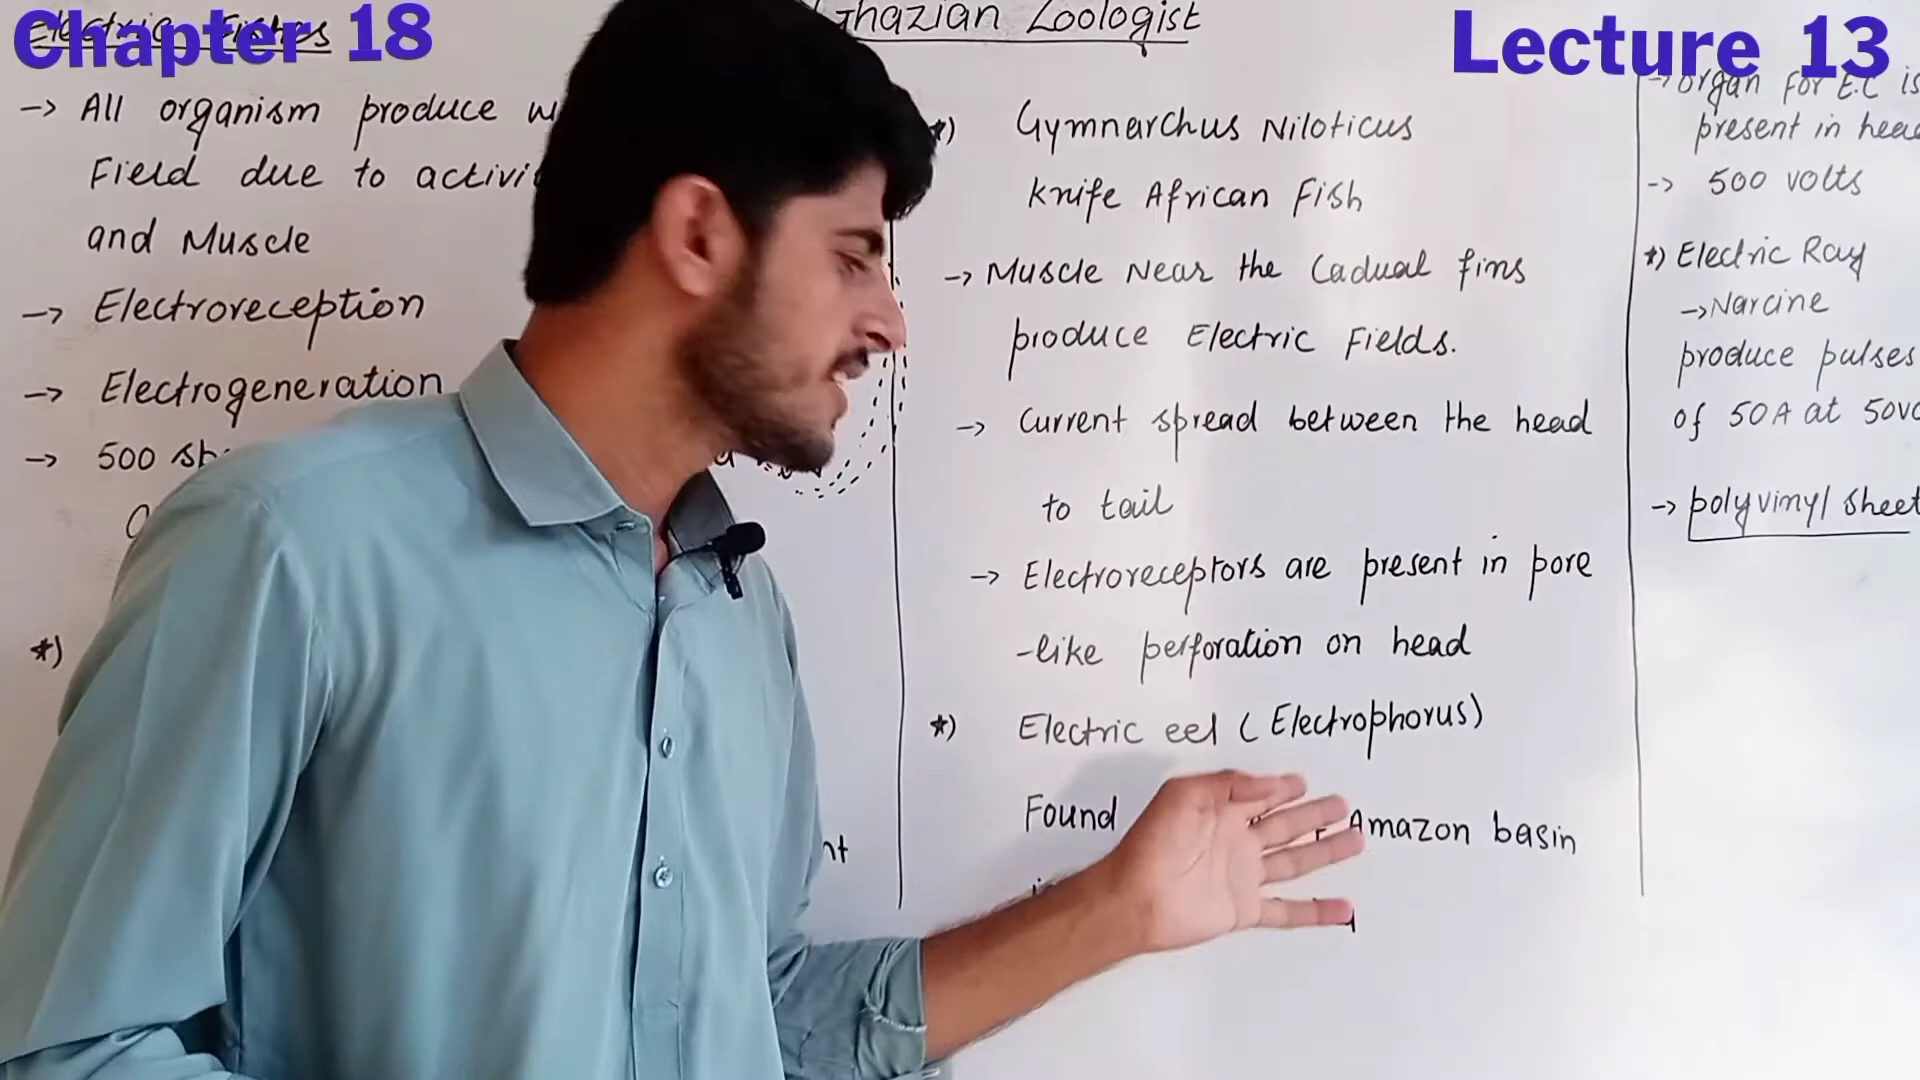 Chapter 18
Lecture 13
Electric Fishes
Ghazian Zoologist
-> All organism produce
Field due to
and Muscle
-> Electroreception
-> Electrogeneration
-> 500
*)
*) Gymnarchus Niloticus
Knife African Fish
-> Muscle Near the Cadual fins
produce Electric Fields.
-> Current spread between the head
to tail
-> Electroreceptors are present in pore
-like perforation on head
*) Electric eel (Electrophorus)
Found Amazon basin
-> organ For E.C is
present in head
-> 500 volts
*) Electric Ray
-> Narcine
produce pulses
of 50A at
-> polyvinyl sheet